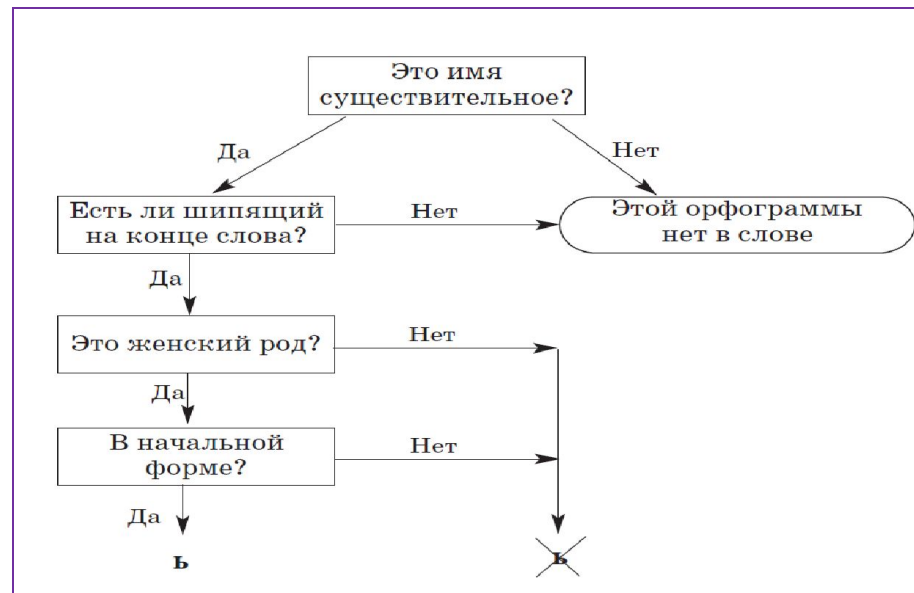 Это имя
существительное?
Да
Нет
Есть ли шипящий
на конце слова?
Нет
Этой орфограммы
нет в слове
Да
Это женский род?
Нет
Да
В начальной
форме?
Нет
Да
ь
ь